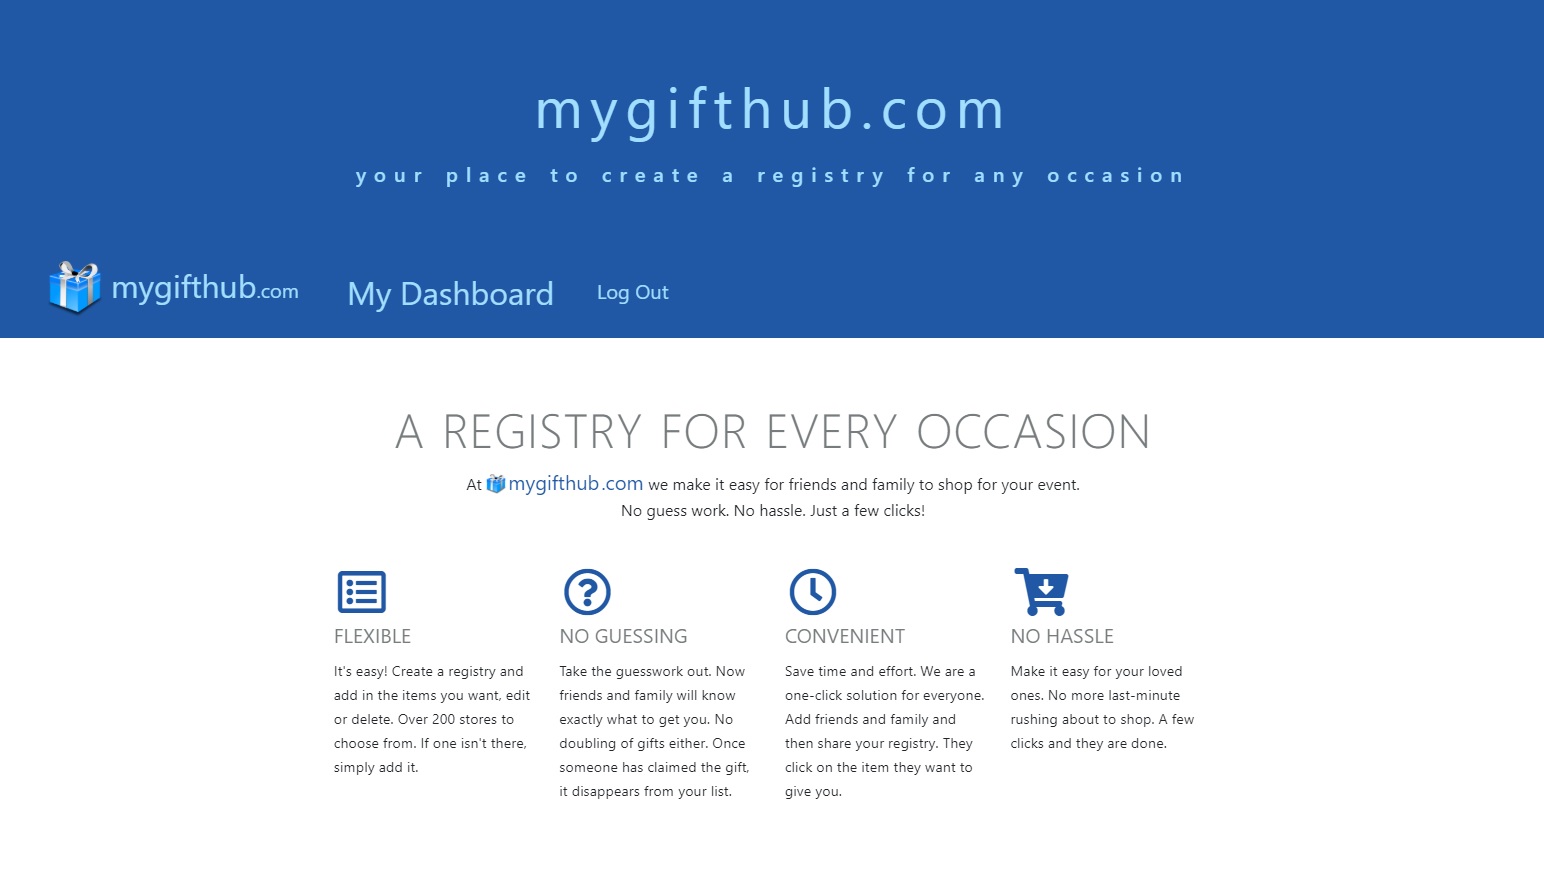 mygifthub.com
your place to create a registry for any occasion
mygifthub.com
My Dashboard
Log Out
A REGISTRY FOR EVERY OCCASION
At mygifthub.com we make it easy for friends and family to shop for your event.
No guess work. No hassle. Just a few clicks!
FLEXIBLE
It's easy! Create a registry and
add in the items you want, edit
or delete. Over 200 stores to
choose from. If one isn't there,
simply add it.
NO GUESSING
Take the guesswork out. Now
friends and family will know
exactly what to get you. No
doubling of gifts either. Once
someone has claimed the gift,
it disappears from your list.
CONVENIENT
Save time and effort. We are a
one-click solution for everyone.
Add friends and family and
then share your registry. They
click on the item they want to
give you.
NO HASSLE
Make it easy for your loved
ones. No more last-minute
rushing about to shop. A few
clicks and they are done.